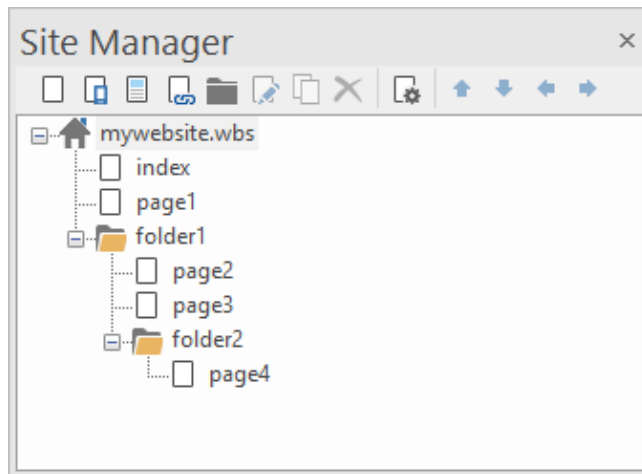 Site Manager
mywebsite.wbs
index
page1
folder1
page2
page3
folder2
page4